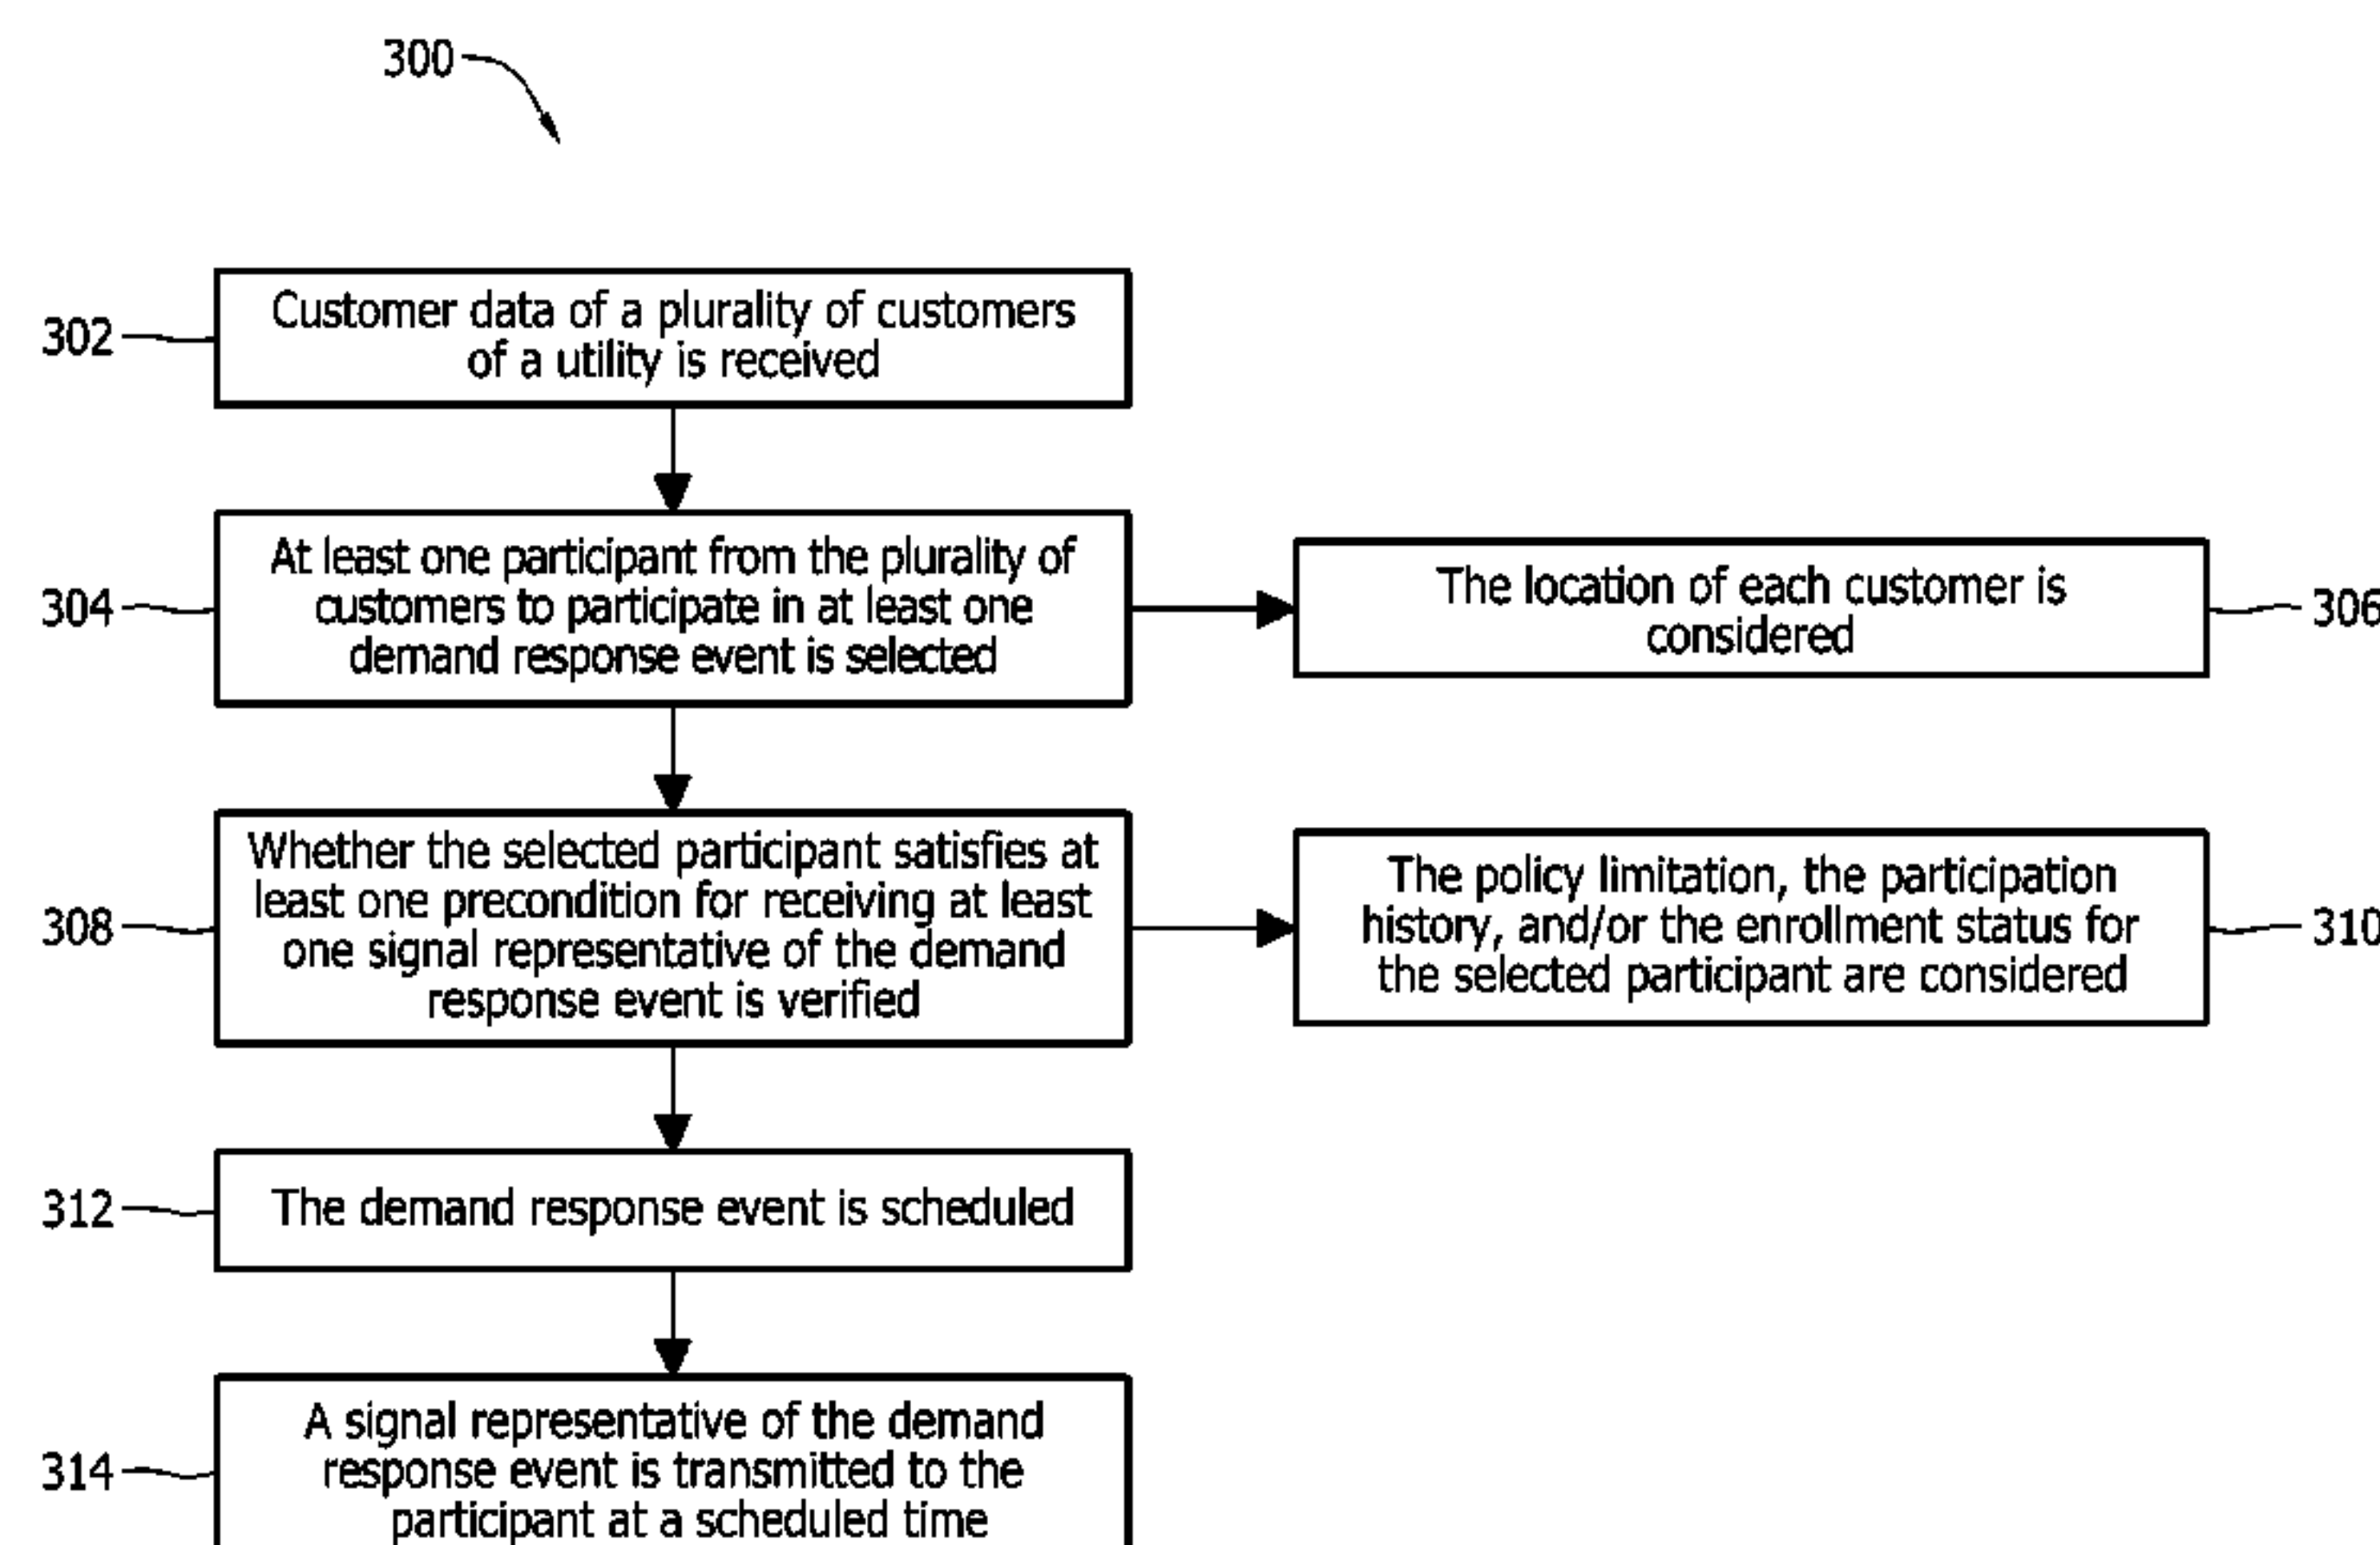 300
302
Customer data of a plurality of customers
of a utility is received
304
At least one participant from the plurality of
customers to participate in at least one
demand response event is selected
The location of each customer is
considered
306
308
Whether the selected participant satisfies at
least one precondition for receiving at least
one signal representative of the demand
response event is verified
The policy limitation, the participation
history, and/or the enrollment status for
the selected participant are considered
310
312
The demand response event is scheduled
314
A signal representative of the demand
response event is transmitted to the
participant at a scheduled time